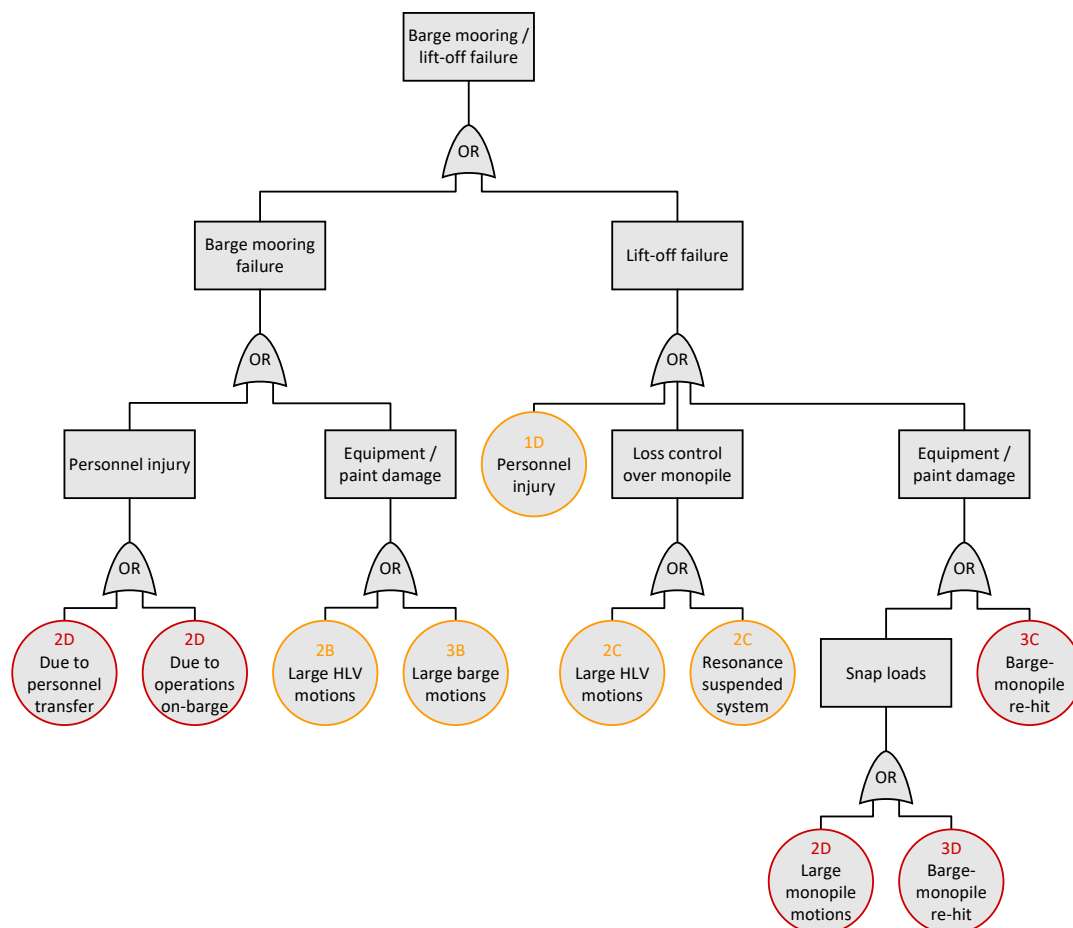 Barge mooring /
lift-off failure
OR
Barge mooring
failure
Lift-off failure
OR
OR
Personnel injury
Equipment /
paint damage
1D
Personnel
injury
Loss control
over monopile
Equipment /
paint damage
OR
OR
OR
OR
2D
Due to
personnel
transfer
2D
Due to
operations
on-barge
2B
Large HLV
motions
3B
Large barge
motions
2C
Large HLV
motions
2C
Resonance
suspended
system
Snap loads
3C
Barge-
monopile
re-hit
OR
2D
Large
monopile
motions
3D
Barge-
monopile
re-hit